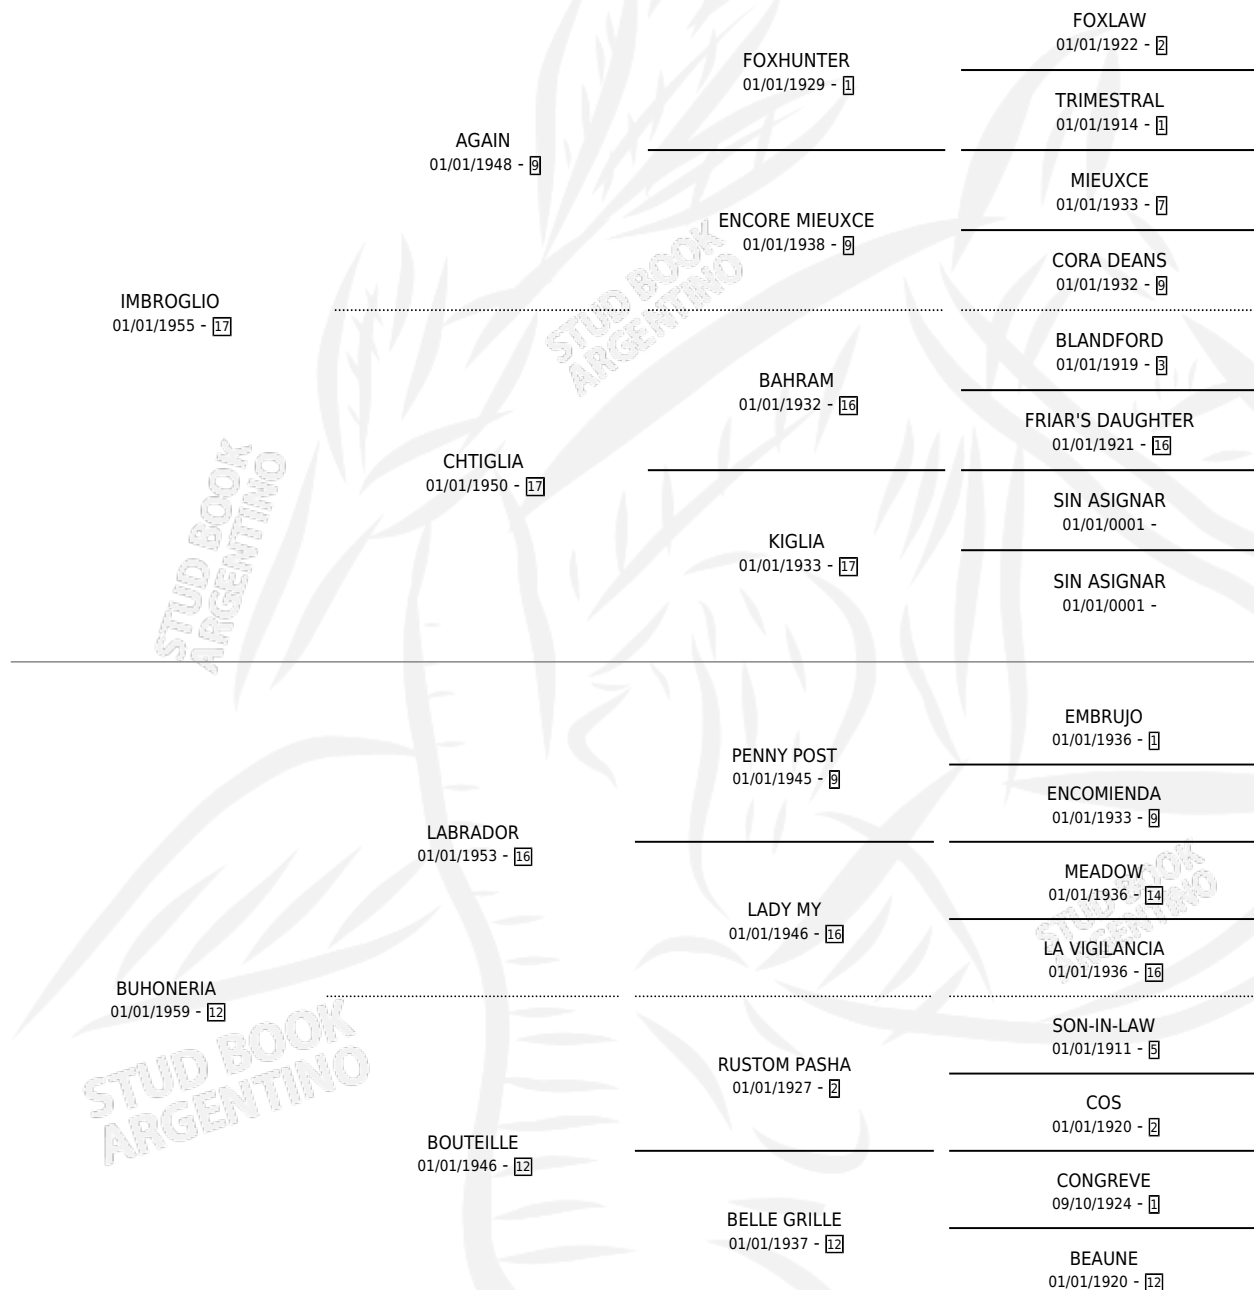 FOXLAW
01/01/1922 - 2
FOXHUNTER
01/01/1929 - 1
TRIMESTRAL
01/01/1914 - 1
AGAIN
01/01/1948 - 9
MIEUXCE
01/01/1933 - 7
ENCORE MIEUXCE
01/01/1938 - 9
CORA DEANS
01/01/1932 - 9
IMBROGLIO
01/01/1955 - 17
STUD BOOK
ARGENTINO
BLANDFORD
01/01/1919 - 3
BAHRAM
01/01/1932 - 16
FRIAR'S DAUGHTER
01/01/1921 - 16
CHTIGLIA
01/01/1950 - 17
SIN ASIGNAR
01/01/0001 -
KIGLIA
01/01/1933 - 17
SIN ASIGNAR
01/01/0001 -
STUD BOOK
ARGENTINO
EMBRUJO
01/01/1936 - 1
PENNY POST
01/01/1945 - 9
ENCOMIENDA
01/01/1933 - 9
LABRADOR
01/01/1953 - 16
MEADOW
01/01/1936 - 14
LADY MY
01/01/1946 - 16
LA VIGILANCIA
01/01/1936 - 16
STUD BOOK
ARGENTINO
BUHONERIA
01/01/1959 - 12
STUD BOOK
ARGENTINO
SON-IN-LAW
01/01/1911 - 5
RUSTOM PASHA
01/01/1927 - 2
COS
01/01/1920 - 2
BOUTEILLE
01/01/1946 - 12
CONGREVE
09/10/1924 - 1
BELLE GRILLE
01/01/1937 - 12
BEAUNE
01/01/1920 - 12